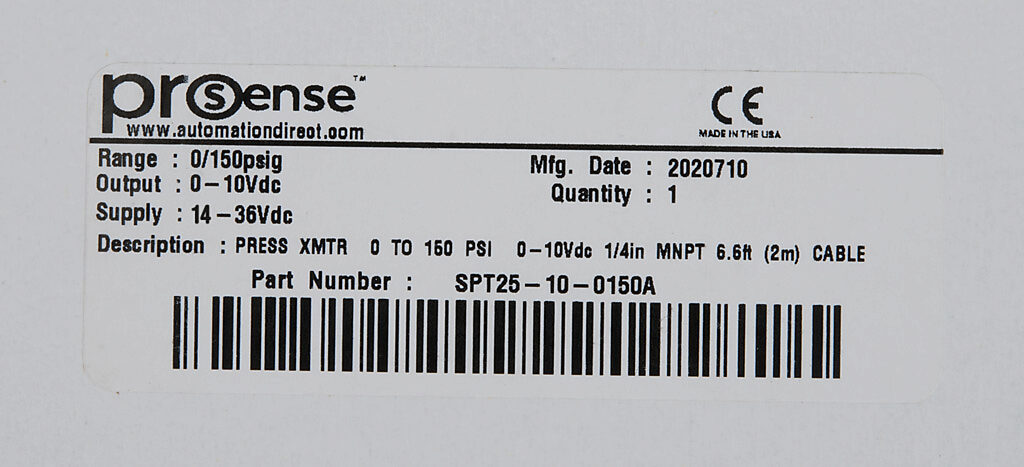 prosense™
www.automationdirect.com
CE
MADE IN THE USA
Range : 0/150psig
Output : 0-10Vdc
Supply : 14-36Vdc
Mfg. Date : 2020710
Quantity : 1
Description : PRESS XMTR 0 TO 150 PSI 0-10Vdc 1/4in MNPT 6.6ft (2m) CABLE
Part Number : SPT25-10-0150A